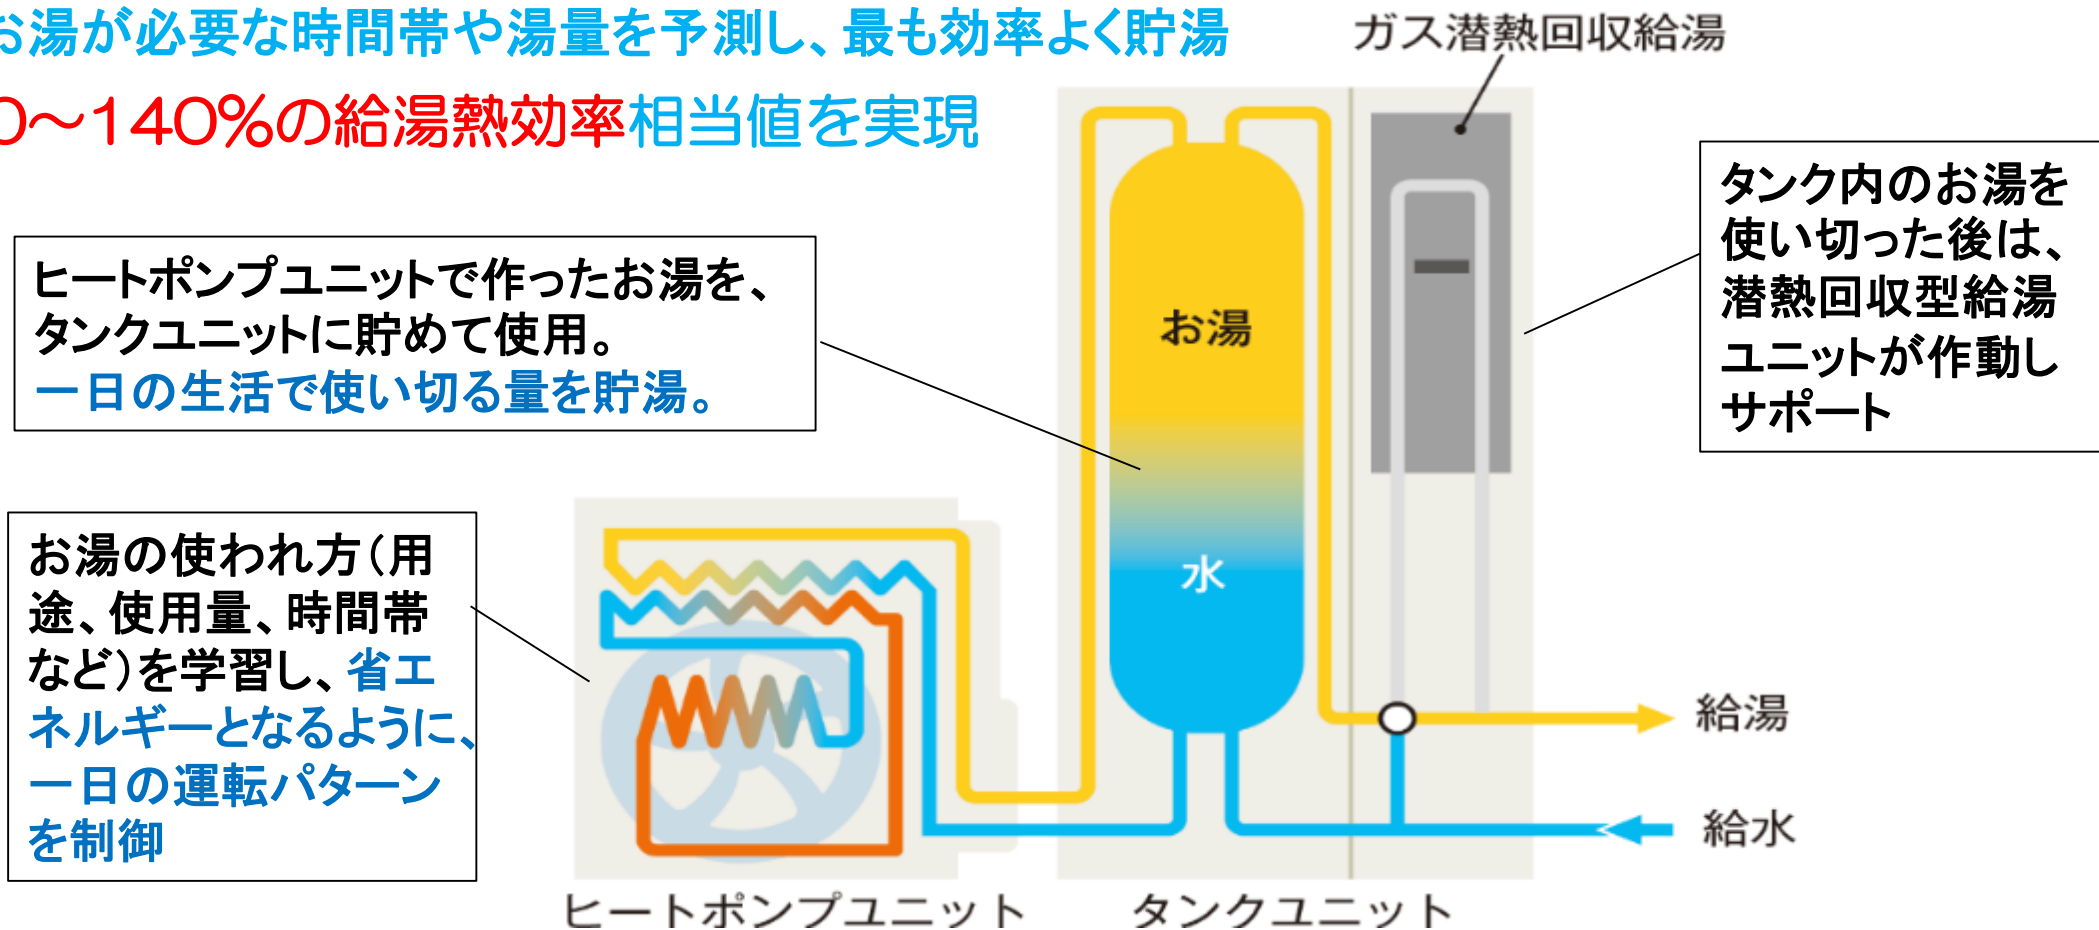 お湯が必要な時間帯や湯量を予測し、最も効率よく貯湯
0～140%の給湯熱効率相当値を実現
ガス潜熱回収給湯
タンク内のお湯を
使い切った後は、
潜熱回収型給湯
ユニットが作動し
サポート
ヒートポンプユニットで作ったお湯を、
タンクユニットに貯めて使用。
一日の生活で使い切る量を貯湯。
お湯
水
お湯の使われ方(用
途、使用量、時間帯
など)を学習し、省エ
ネルギーとなるように、
一日の運転パターン
を制御
給湯
給水
ヒートポンプユニット
タンクユニット